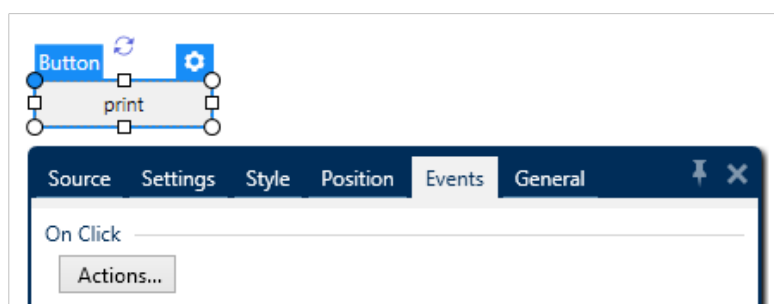 Button
print
Source Settings Style Position Events General
On Click
Actions...